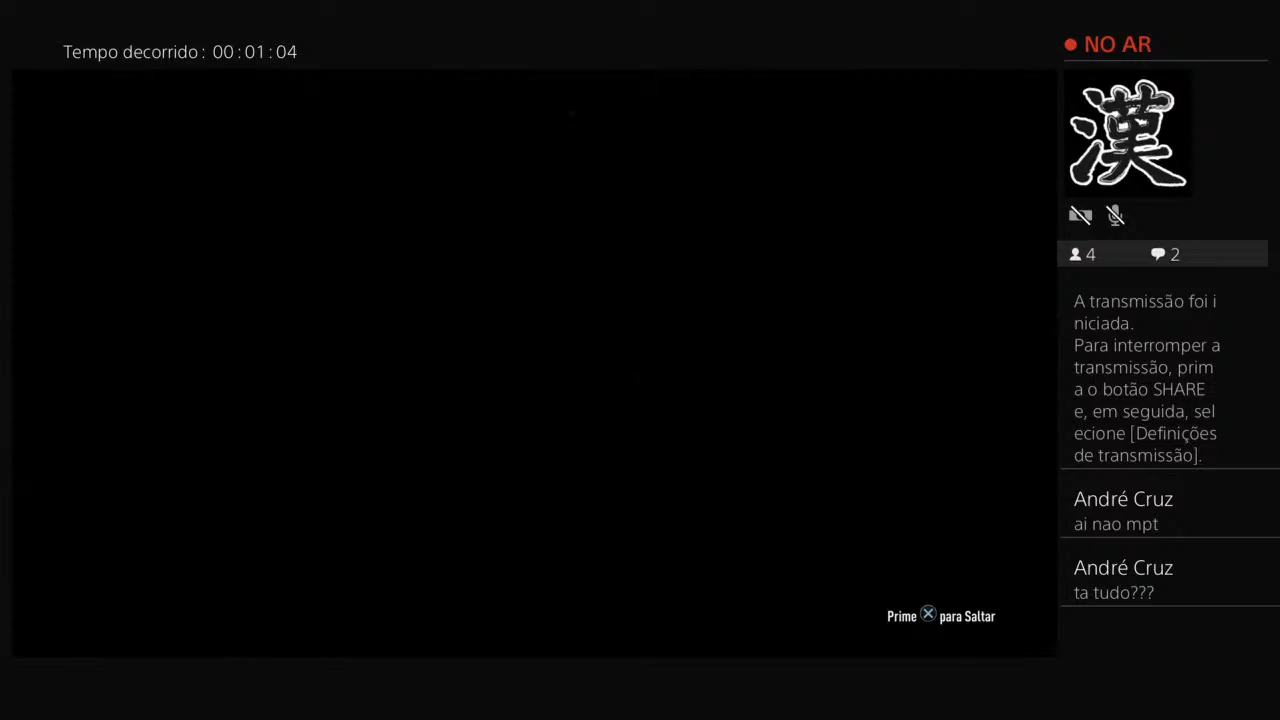 Tempo decorrido: 00:01:04
NO AR
漢
4 2
A transmissão foi i
niciada.
Para interromper a
transmissão, prim
a o botão SHARE
e, em seguida, sel
ecione [Definições
de transmissão].
André Cruz
ai nao mpt
André Cruz
ta tudo???
Prime para Saltar